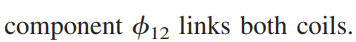 component ϕ₁₂ links both coils.